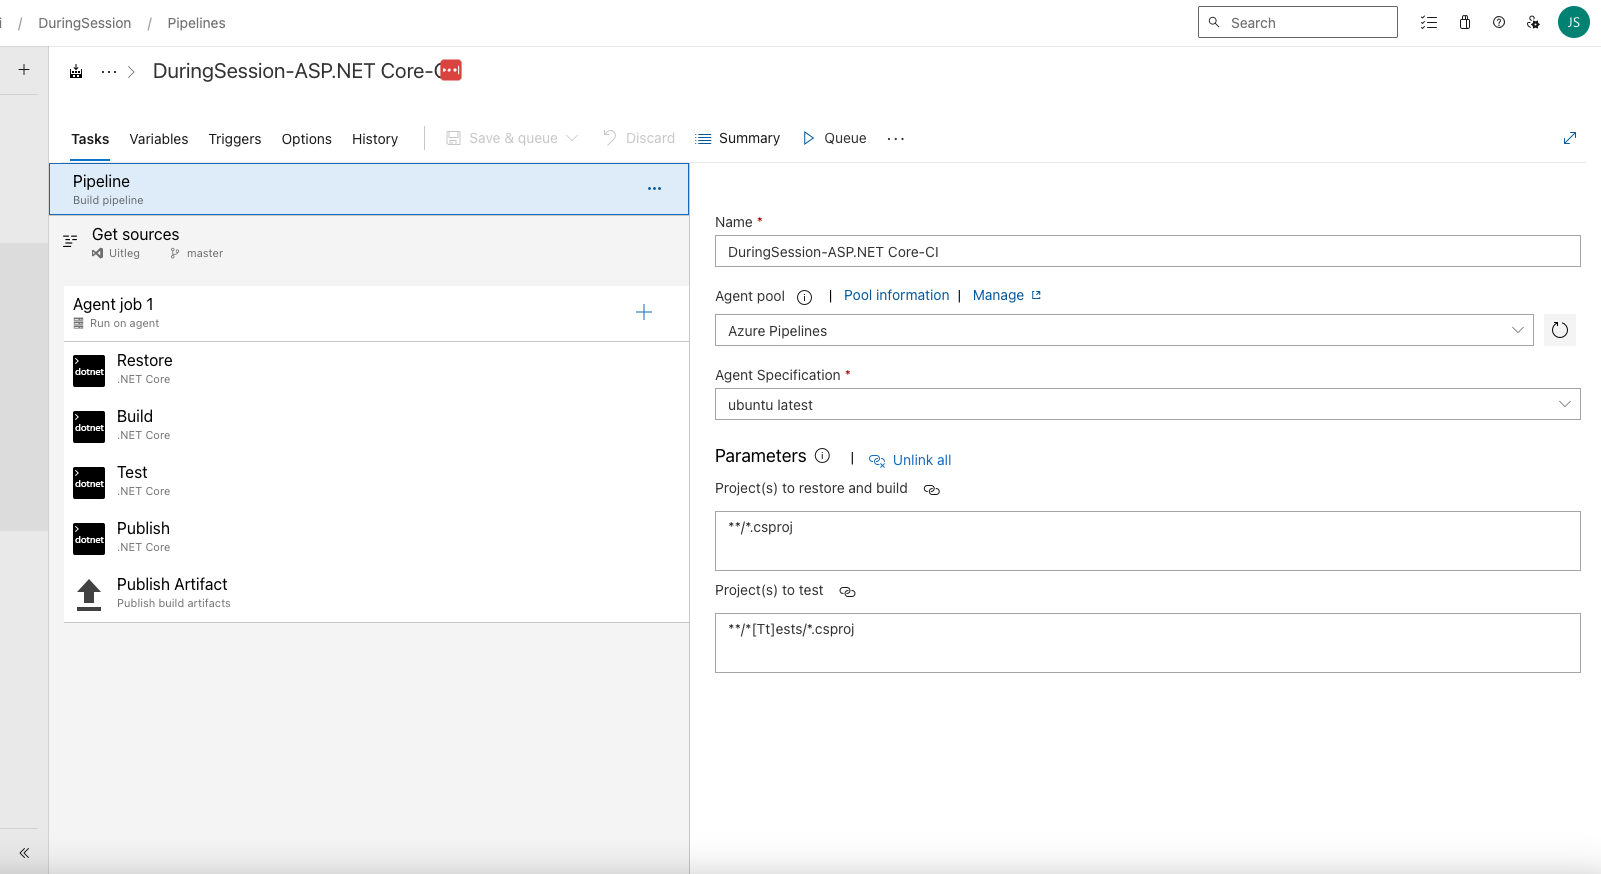 i / DuringSession / Pipelines
Search
JS
DuringSession-ASP.NET Core-C
Tasks Variables Triggers Options History Save & queue Discard Summary Queue
Pipeline
Build pipeline
Get sources
Uitleg master
Agent job 1
Run on agent
dotnet
Restore
.NET Core
dotnet
Build
.NET Core
dotnet
Test
.NET Core
dotnet
Publish
.NET Core
Publish Artifact
Publish build artifacts
Name *
DuringSession-ASP.NET Core-CI
Agent pool | Pool information | Manage
Azure Pipelines
Agent Specification *
ubuntu latest
Parameters | Unlink all
Project(s) to restore and build
**/*.csproj
Project(s) to test
**/*[Tt]ests/*.csproj